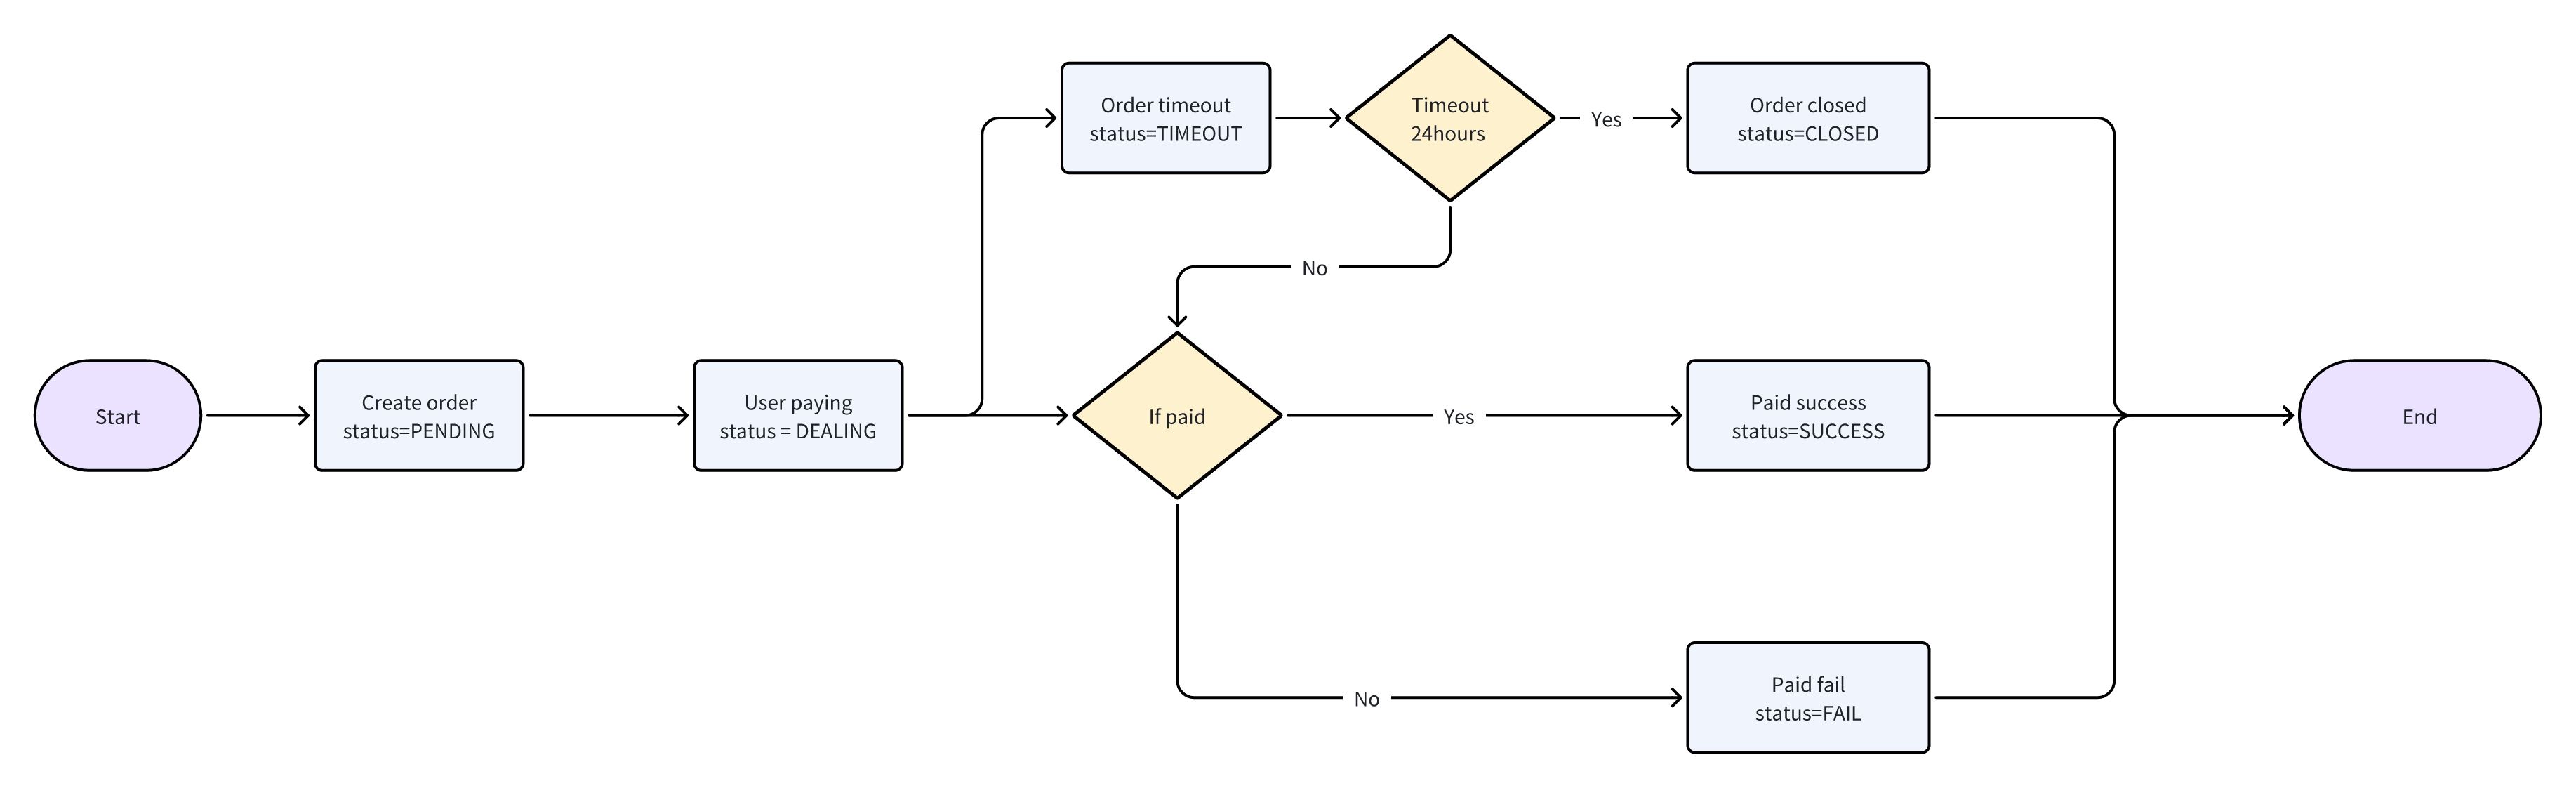 Order timeout
status=TIMEOUT
Timeout
24hours
Yes
Order closed
status=CLOSED
No
Start
Create order
status=PENDING
User paying
status = DEALING
If paid
Yes
Paid success
status=SUCCESS
End
No
Paid fail
status=FAIL